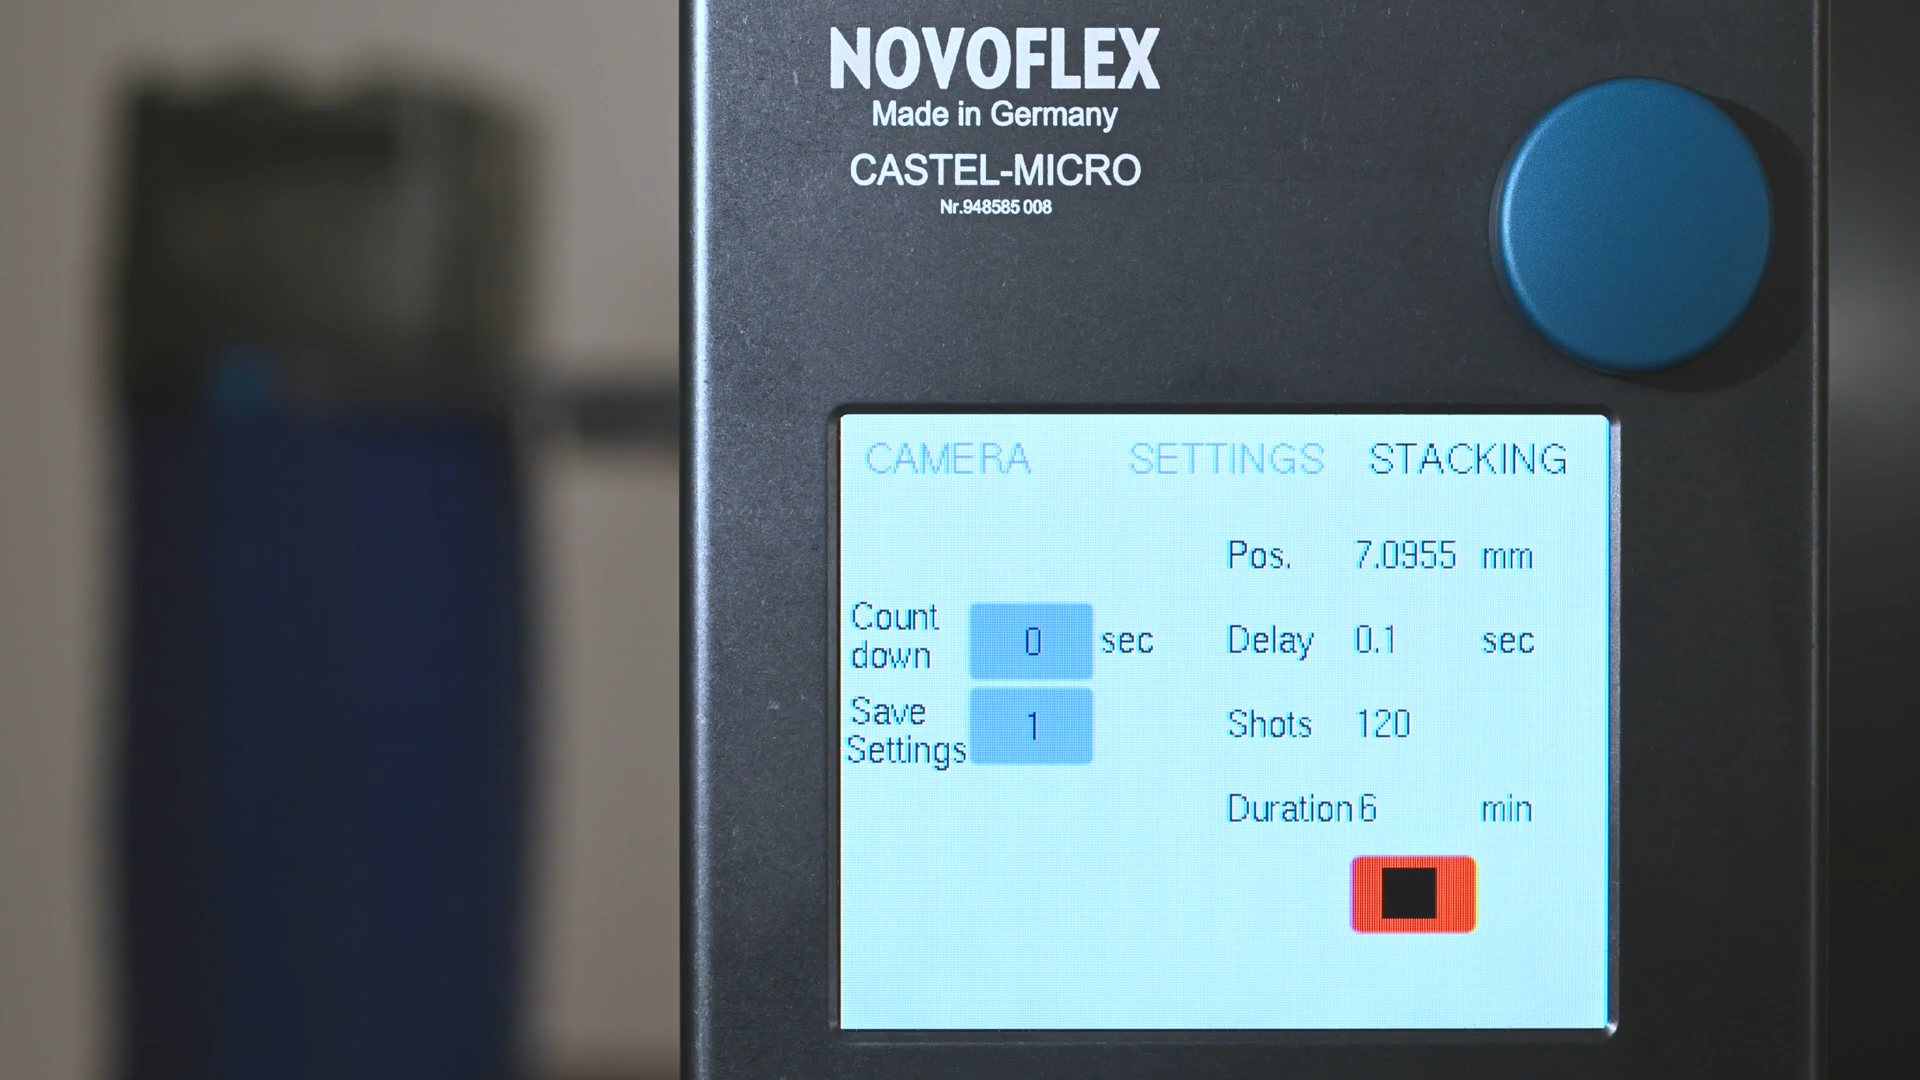 NOVOFLEX
Made in Germany
CASTEL-MICRO
Nr.948585 008
CAMERA SETTINGS STACKING
Pos. 7.0955 mm
Count down 0 sec
Delay 0.1 sec
Save Settings 1
Shots 120
Duration 6 min